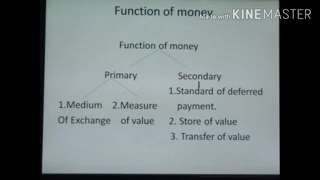 Function of money
Made with KINEMASTER
Function of money
Primary Secondary
1.Standard of deferred
1.Medium 2.Measure payment.
Of Exchange of value 2. Store of value
3. Transfer of value